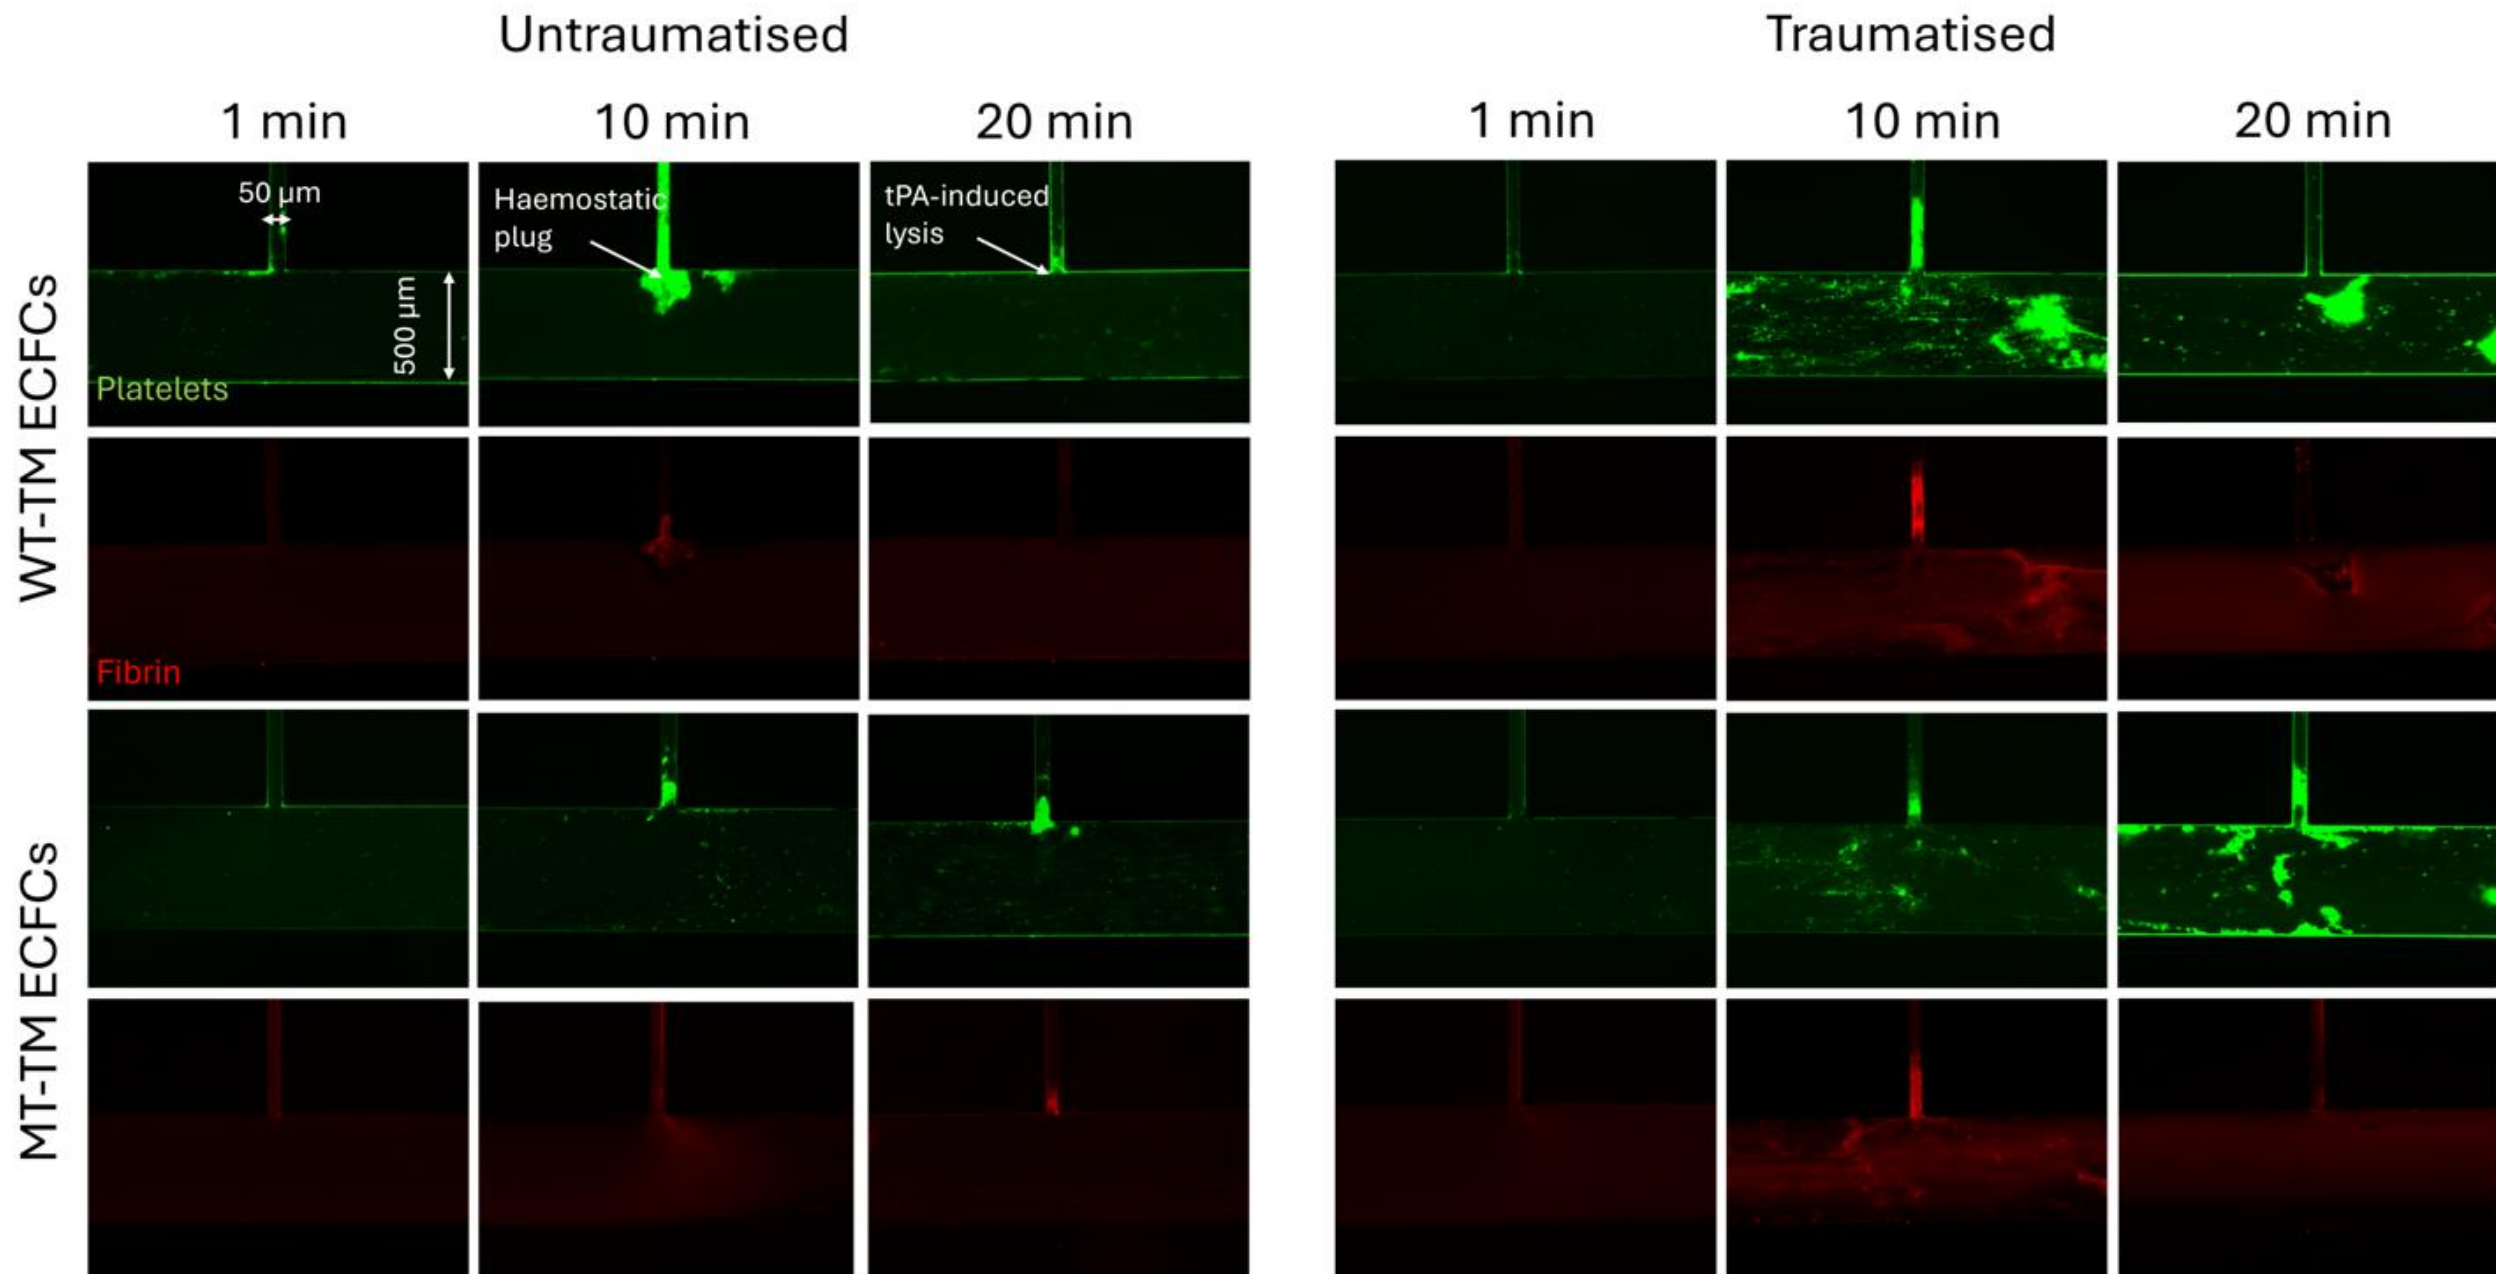 Untraumatised
Traumatised
1 min
10 min
20 min
1 min
10 min
20 min
WT-TM ECFCs
50 µm
500 µm
Platelets
Haemostatic
plug
tPA-induced
lysis
Fibrin
MT-TM ECFCs